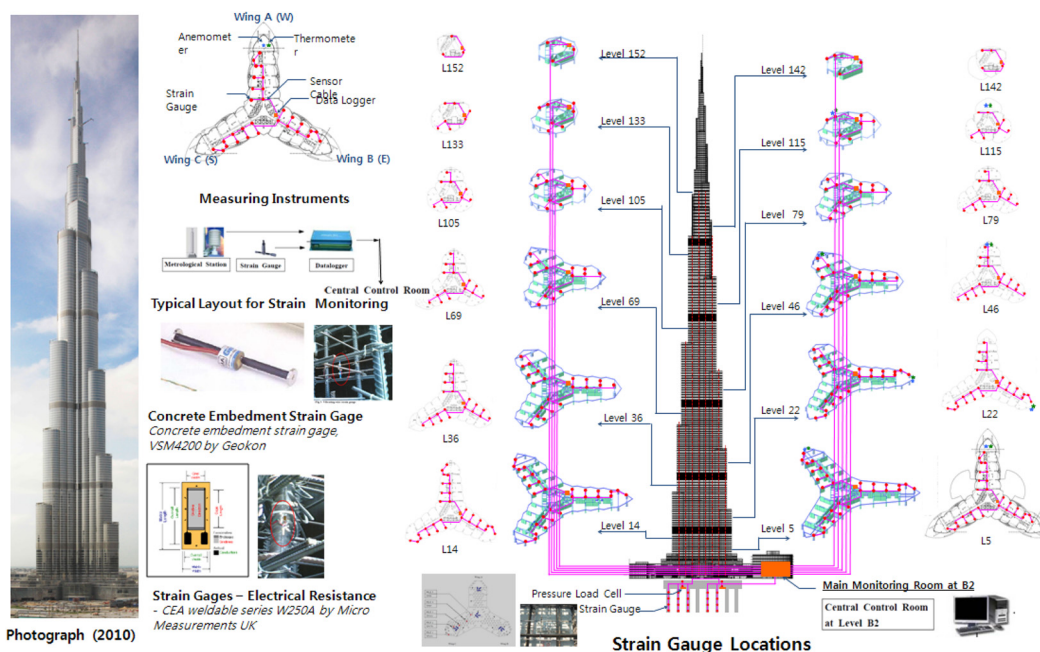 Wing A (W)
Anemomet
er
Thermomete
r
Strain
Gauge
Sensor
Cable
Data Logger
Wing C (S)
Wing B (E)
Measuring Instruments
Metrological Station
Strain Gauge
Datalogger
Central Control Room
Typical Layout for Strain Monitoring
Concrete Embedment Strain Gage
Concrete embedment strain gage,
VSM4200 by Geokon
Strain Gages – Electrical Resistance
- CEA weldable series W250A by Micro
Measurements UK
Photograph (2010)
L152
L133
L105
L69
L36
L14
Level 152
Level 133
Level 105
Level 69
Level 36
Level 14
Level 142
Level 115
Level 79
Level 46
Level 22
Level 5
L142
L115
L79
L46
L22
L5
Pressure Load Cell
Strain Gauge
Main Monitoring Room at B2
Central Control Room
at Level B2
Strain Gauge Locations